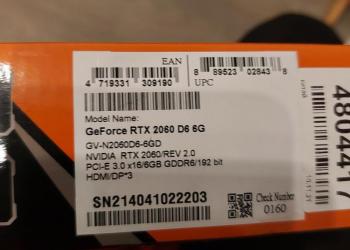 EAN
4 719331 309190
8 89523 02843 8
UPC
Model Name:
GeForce RTX 2060 D6 6G
GV-N2060D6-6GD
NVIDIA RTX 2060/REV 2.0
PCI-E 3.0 x16/6GB GDDR6/192 bit
HDMI/DP*3
SN214041022203
Check Number
0160
4804417